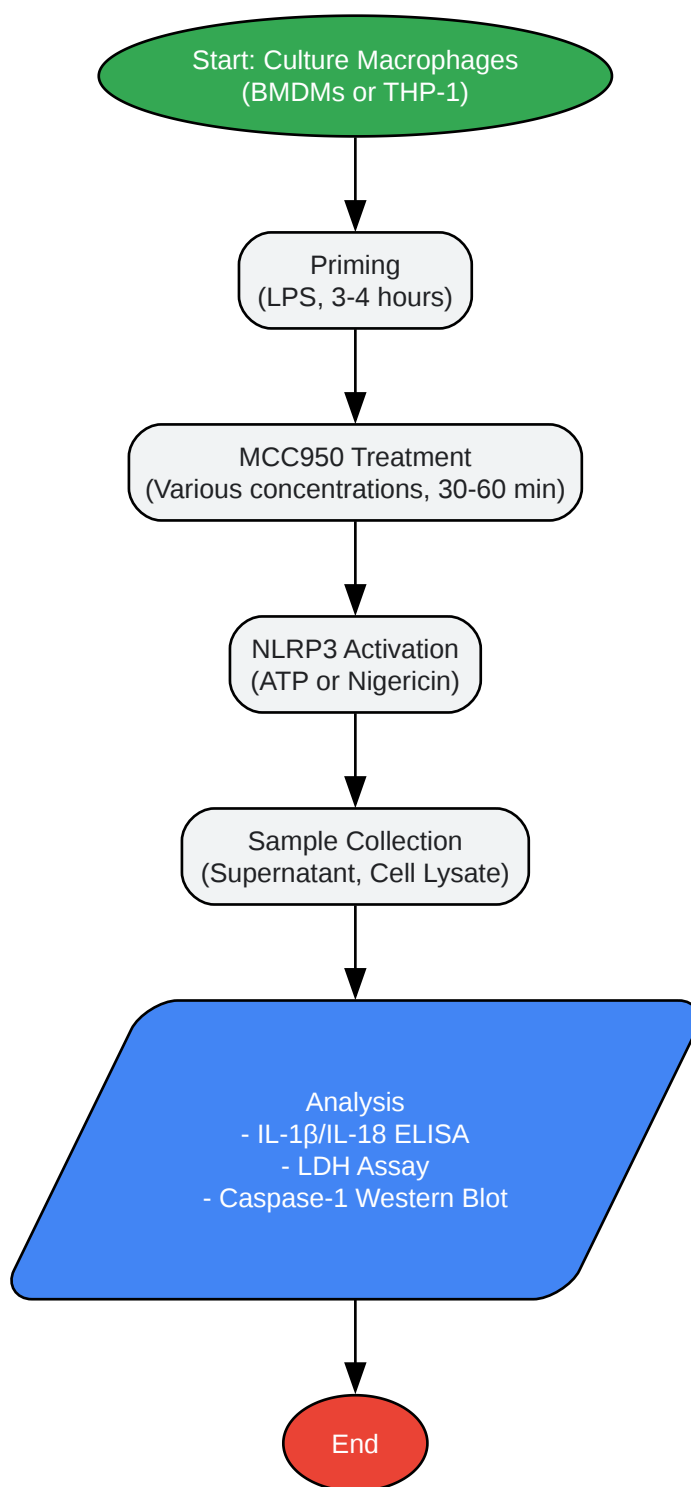 Start: Culture Macrophages
(BMDMs or THP-1)
Priming
(LPS, 3-4 hours)
MCC950 Treatment
(Various concentrations, 30-60 min)
NLRP3 Activation
(ATP or Nigericin)
Sample Collection
(Supernatant, Cell Lysate)
Analysis
- IL-1β/IL-18 ELISA
- LDH Assay
- Caspase-1 Western Blot
End